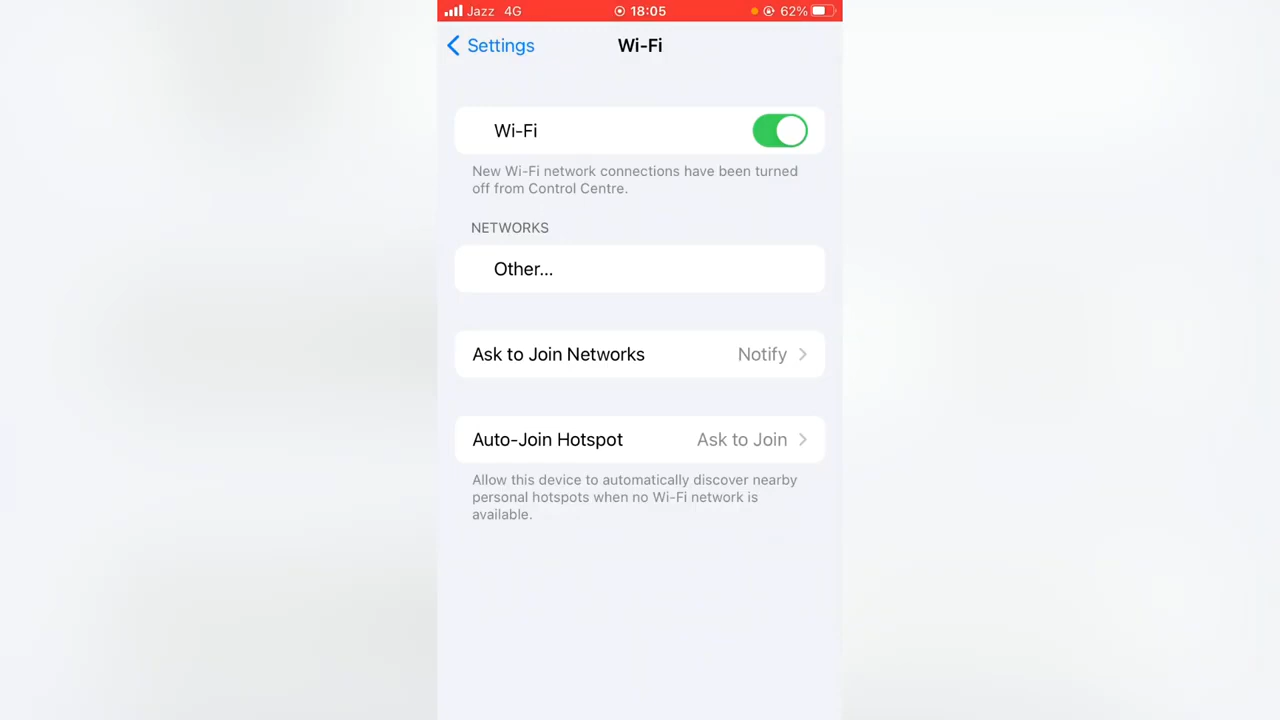 Jazz 4G 18:05 62%
Settings Wi-Fi
Wi-Fi
New Wi-Fi network connections have been turned
off from Control Centre.
NETWORKS
Other...
Ask to Join Networks Notify
Auto-Join Hotspot Ask to Join
Allow this device to automatically discover nearby
personal hotspots when no Wi-Fi network is
available.